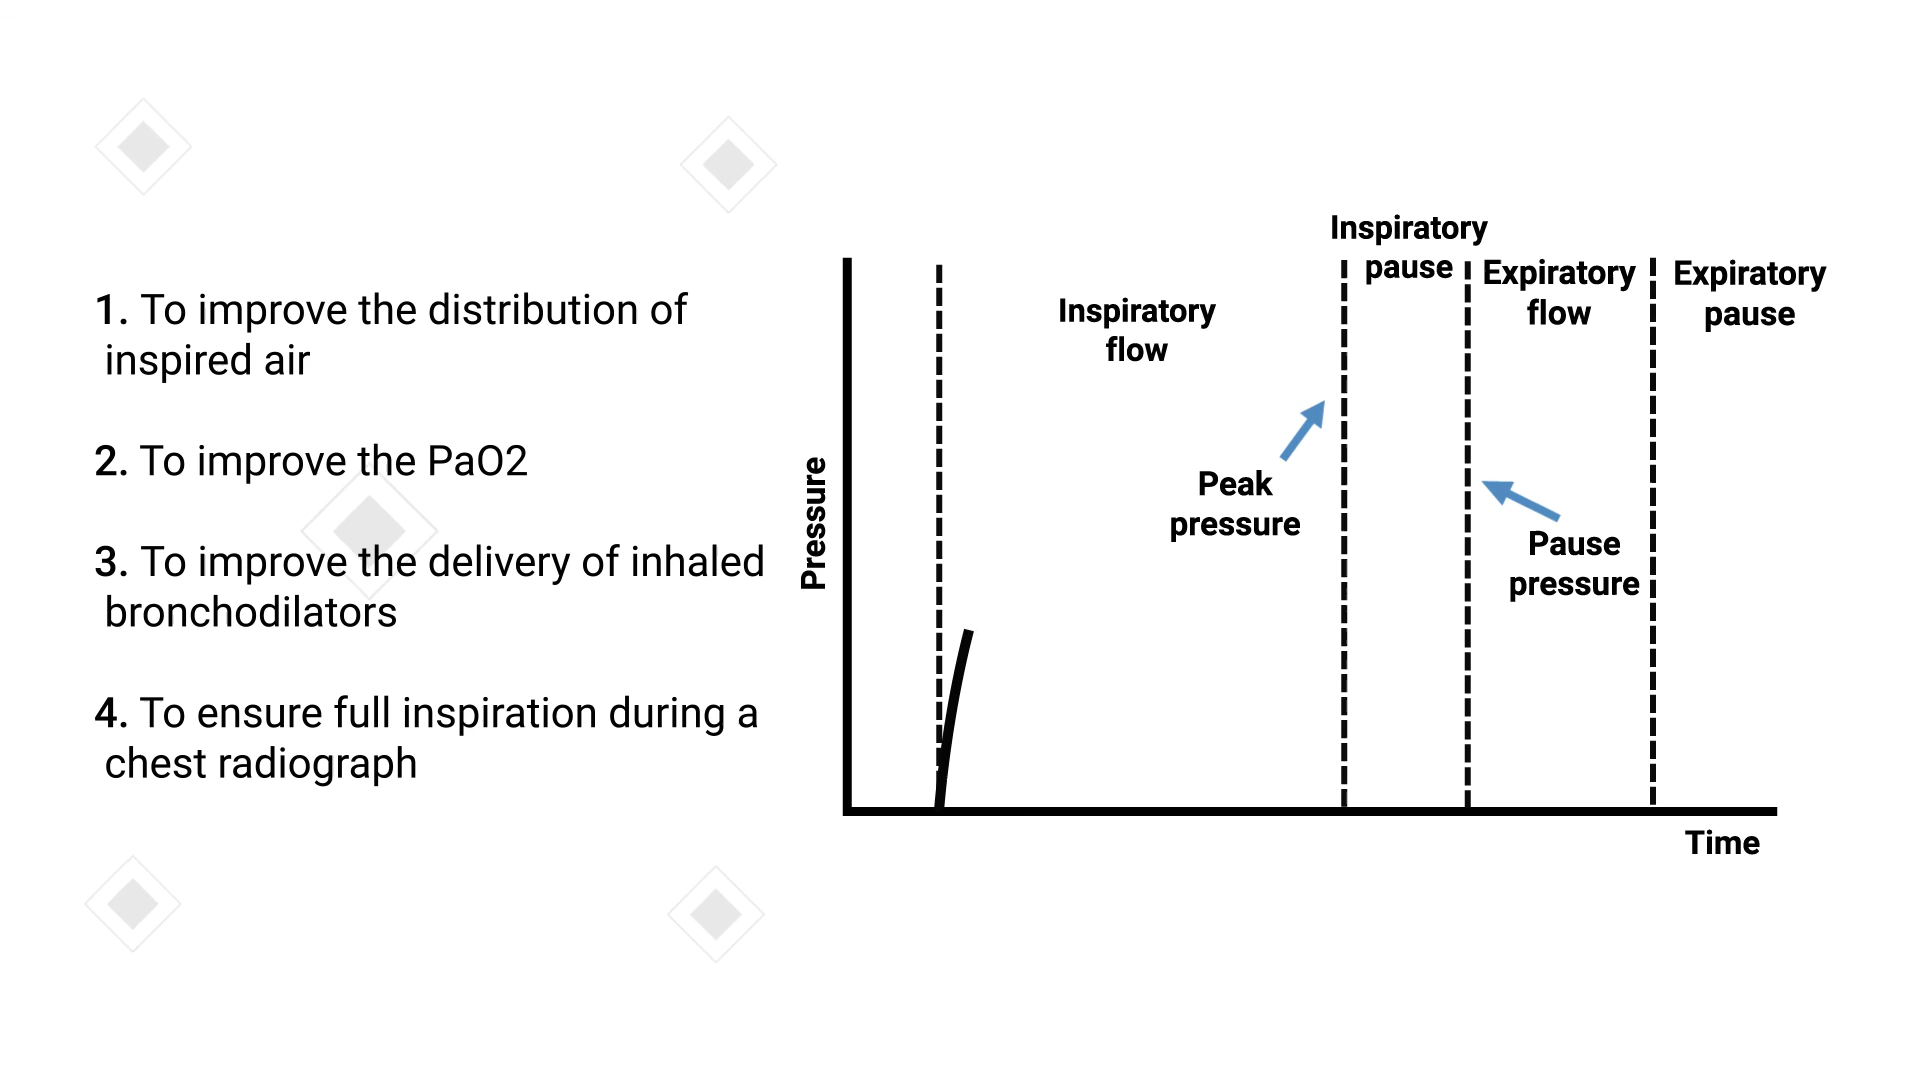 1. To improve the distribution of
inspired air
2. To improve the PaO2
3. To improve the delivery of inhaled
bronchodilators
4. To ensure full inspiration during a
chest radiograph
Pressure
Inspiratory
flow
Inspiratory
pause
Expiratory
flow
Expiratory
pause
Peak
pressure
Pause
pressure
Time